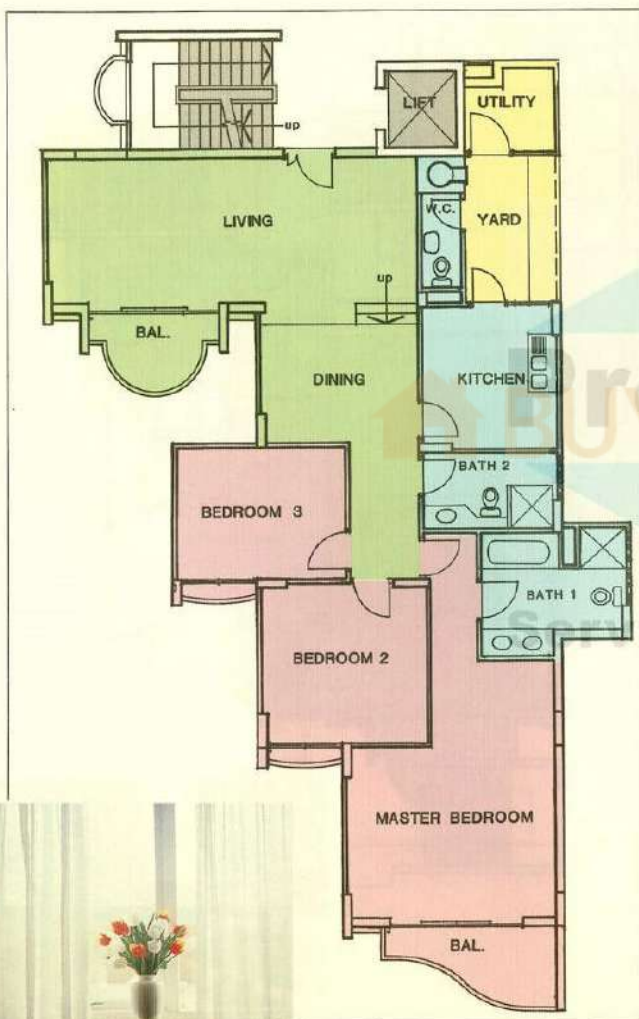 LIFT
UTILITY
up
W.C.
LIVING
YARD
up
BAL.
DINING
KITCHEN
BATH 2
BEDROOM 3
BATH 1
BEDROOM 2
MASTER BEDROOM
BAL.